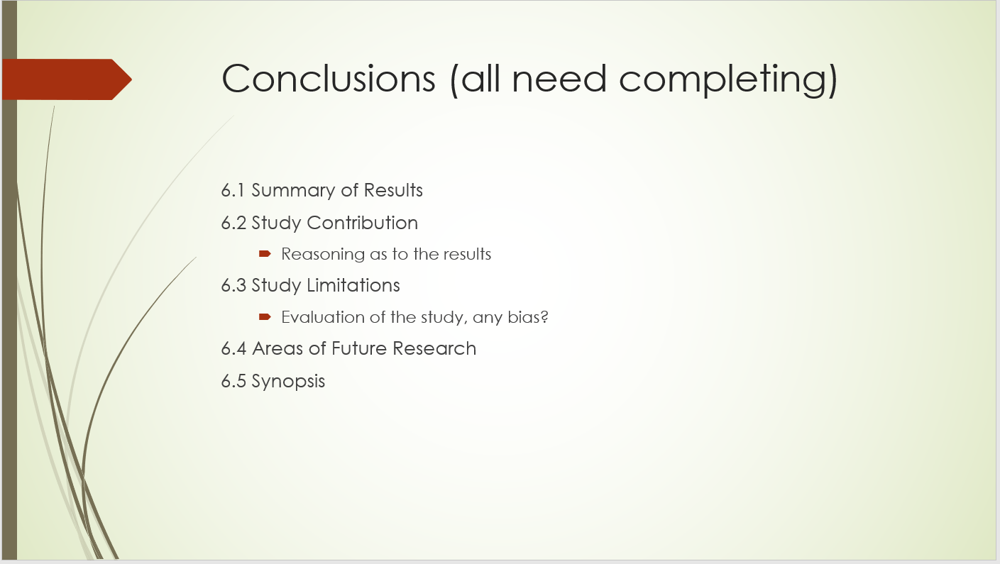 Conclusions (all need completing)
6.1 Summary of Results
6.2 Study Contribution
Reasoning as to the results
6.3 Study Limitations
Evaluation of the study, any bias?
6.4 Areas of Future Research
6.5 Synopsis